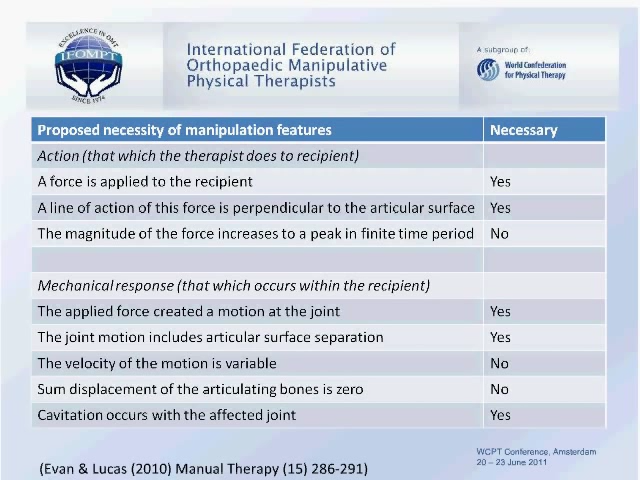 EXCELLENCE IN OMT
IFOMPT
SINCE 1974
International Federation of
Orthopaedic Manipulative
Physical Therapists
A subgroup of:
World Confederation
for Physical Therapy
Proposed necessity of manipulation features Necessary
Action (that which the therapist does to recipient)
A force is applied to the recipient Yes
A line of action of this force is perpendicular to the articular surface Yes
The magnitude of the force increases to a peak in finite time period No
Mechanical response (that which occurs within the recipient)
The applied force created a motion at the joint Yes
The joint motion includes articular surface separation Yes
The velocity of the motion is variable No
Sum displacement of the articulating bones is zero No
Cavitation occurs with the affected joint Yes
(Evan & Lucas (2010) Manual Therapy (15) 286-291)
WCPT Conference, Amsterdam
20 – 23 June 2011